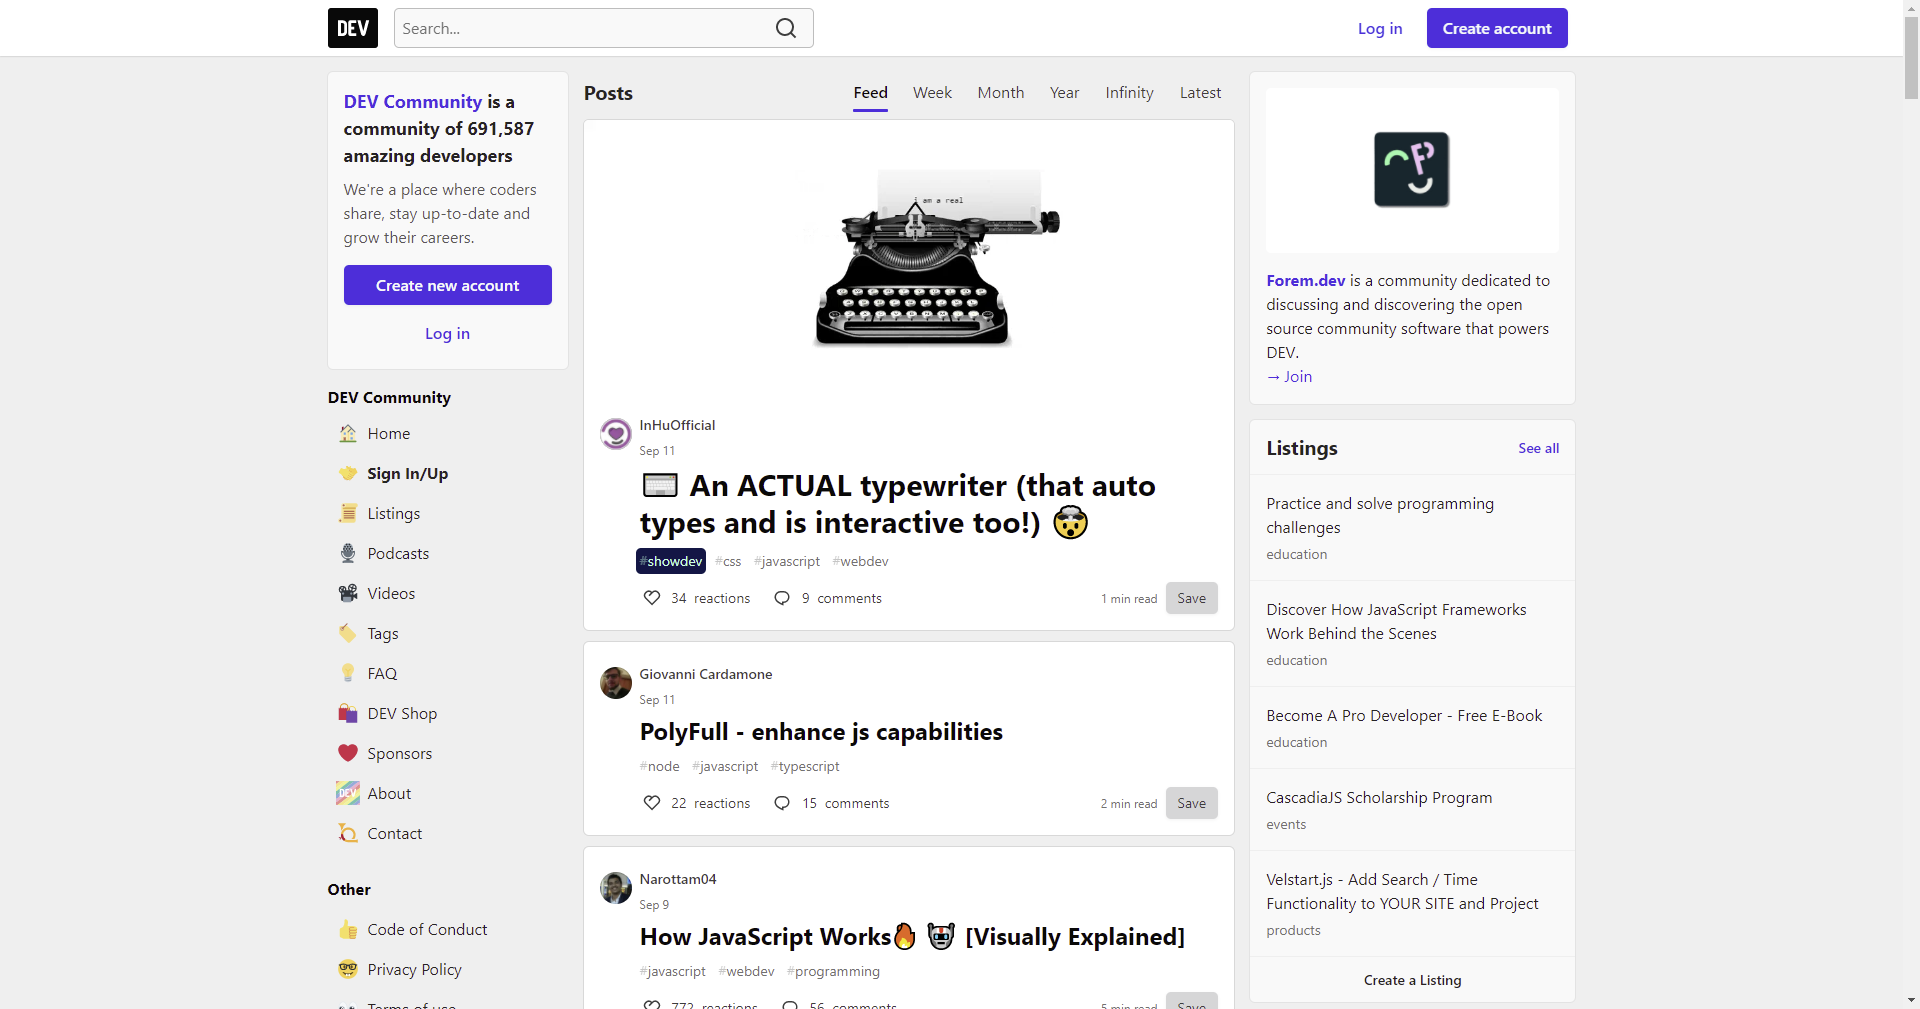 DEV
Search...
Log in
Create account
DEV Community is a
community of 691,587
amazing developers
We're a place where coders
share, stay up-to-date and
grow their careers.
Create new account
Log in
DEV Community
Home
Sign In/Up
Listings
Podcasts
Videos
Tags
FAQ
DEV Shop
Sponsors
About
Contact
Other
Code of Conduct
Privacy Policy
Terms of use
Posts
Feed Week Month Year Infinity Latest
i am a real
InHuOfficial
Sep 11
An ACTUAL typewriter (that auto
types and is interactive too!)
#showdev #css #javascript #webdev
34 reactions 9 comments 1 min read Save
Giovanni Cardamone
Sep 11
PolyFull - enhance js capabilities
#node #javascript #typescript
22 reactions 15 comments 2 min read Save
Narottam04
Sep 9
How JavaScript Works [Visually Explained]
#javascript #webdev #programming
772 reactions 56 comments 5 min read Save
Forem.dev is a community dedicated to
discussing and discovering the open
source community software that powers
DEV.
→ Join
Listings See all
Practice and solve programming
challenges
education
Discover How JavaScript Frameworks
Work Behind the Scenes
education
Become A Pro Developer - Free E-Book
education
CascadiaJS Scholarship Program
events
Velstart.js - Add Search / Time
Functionality to YOUR SITE and Project
products
Create a Listing